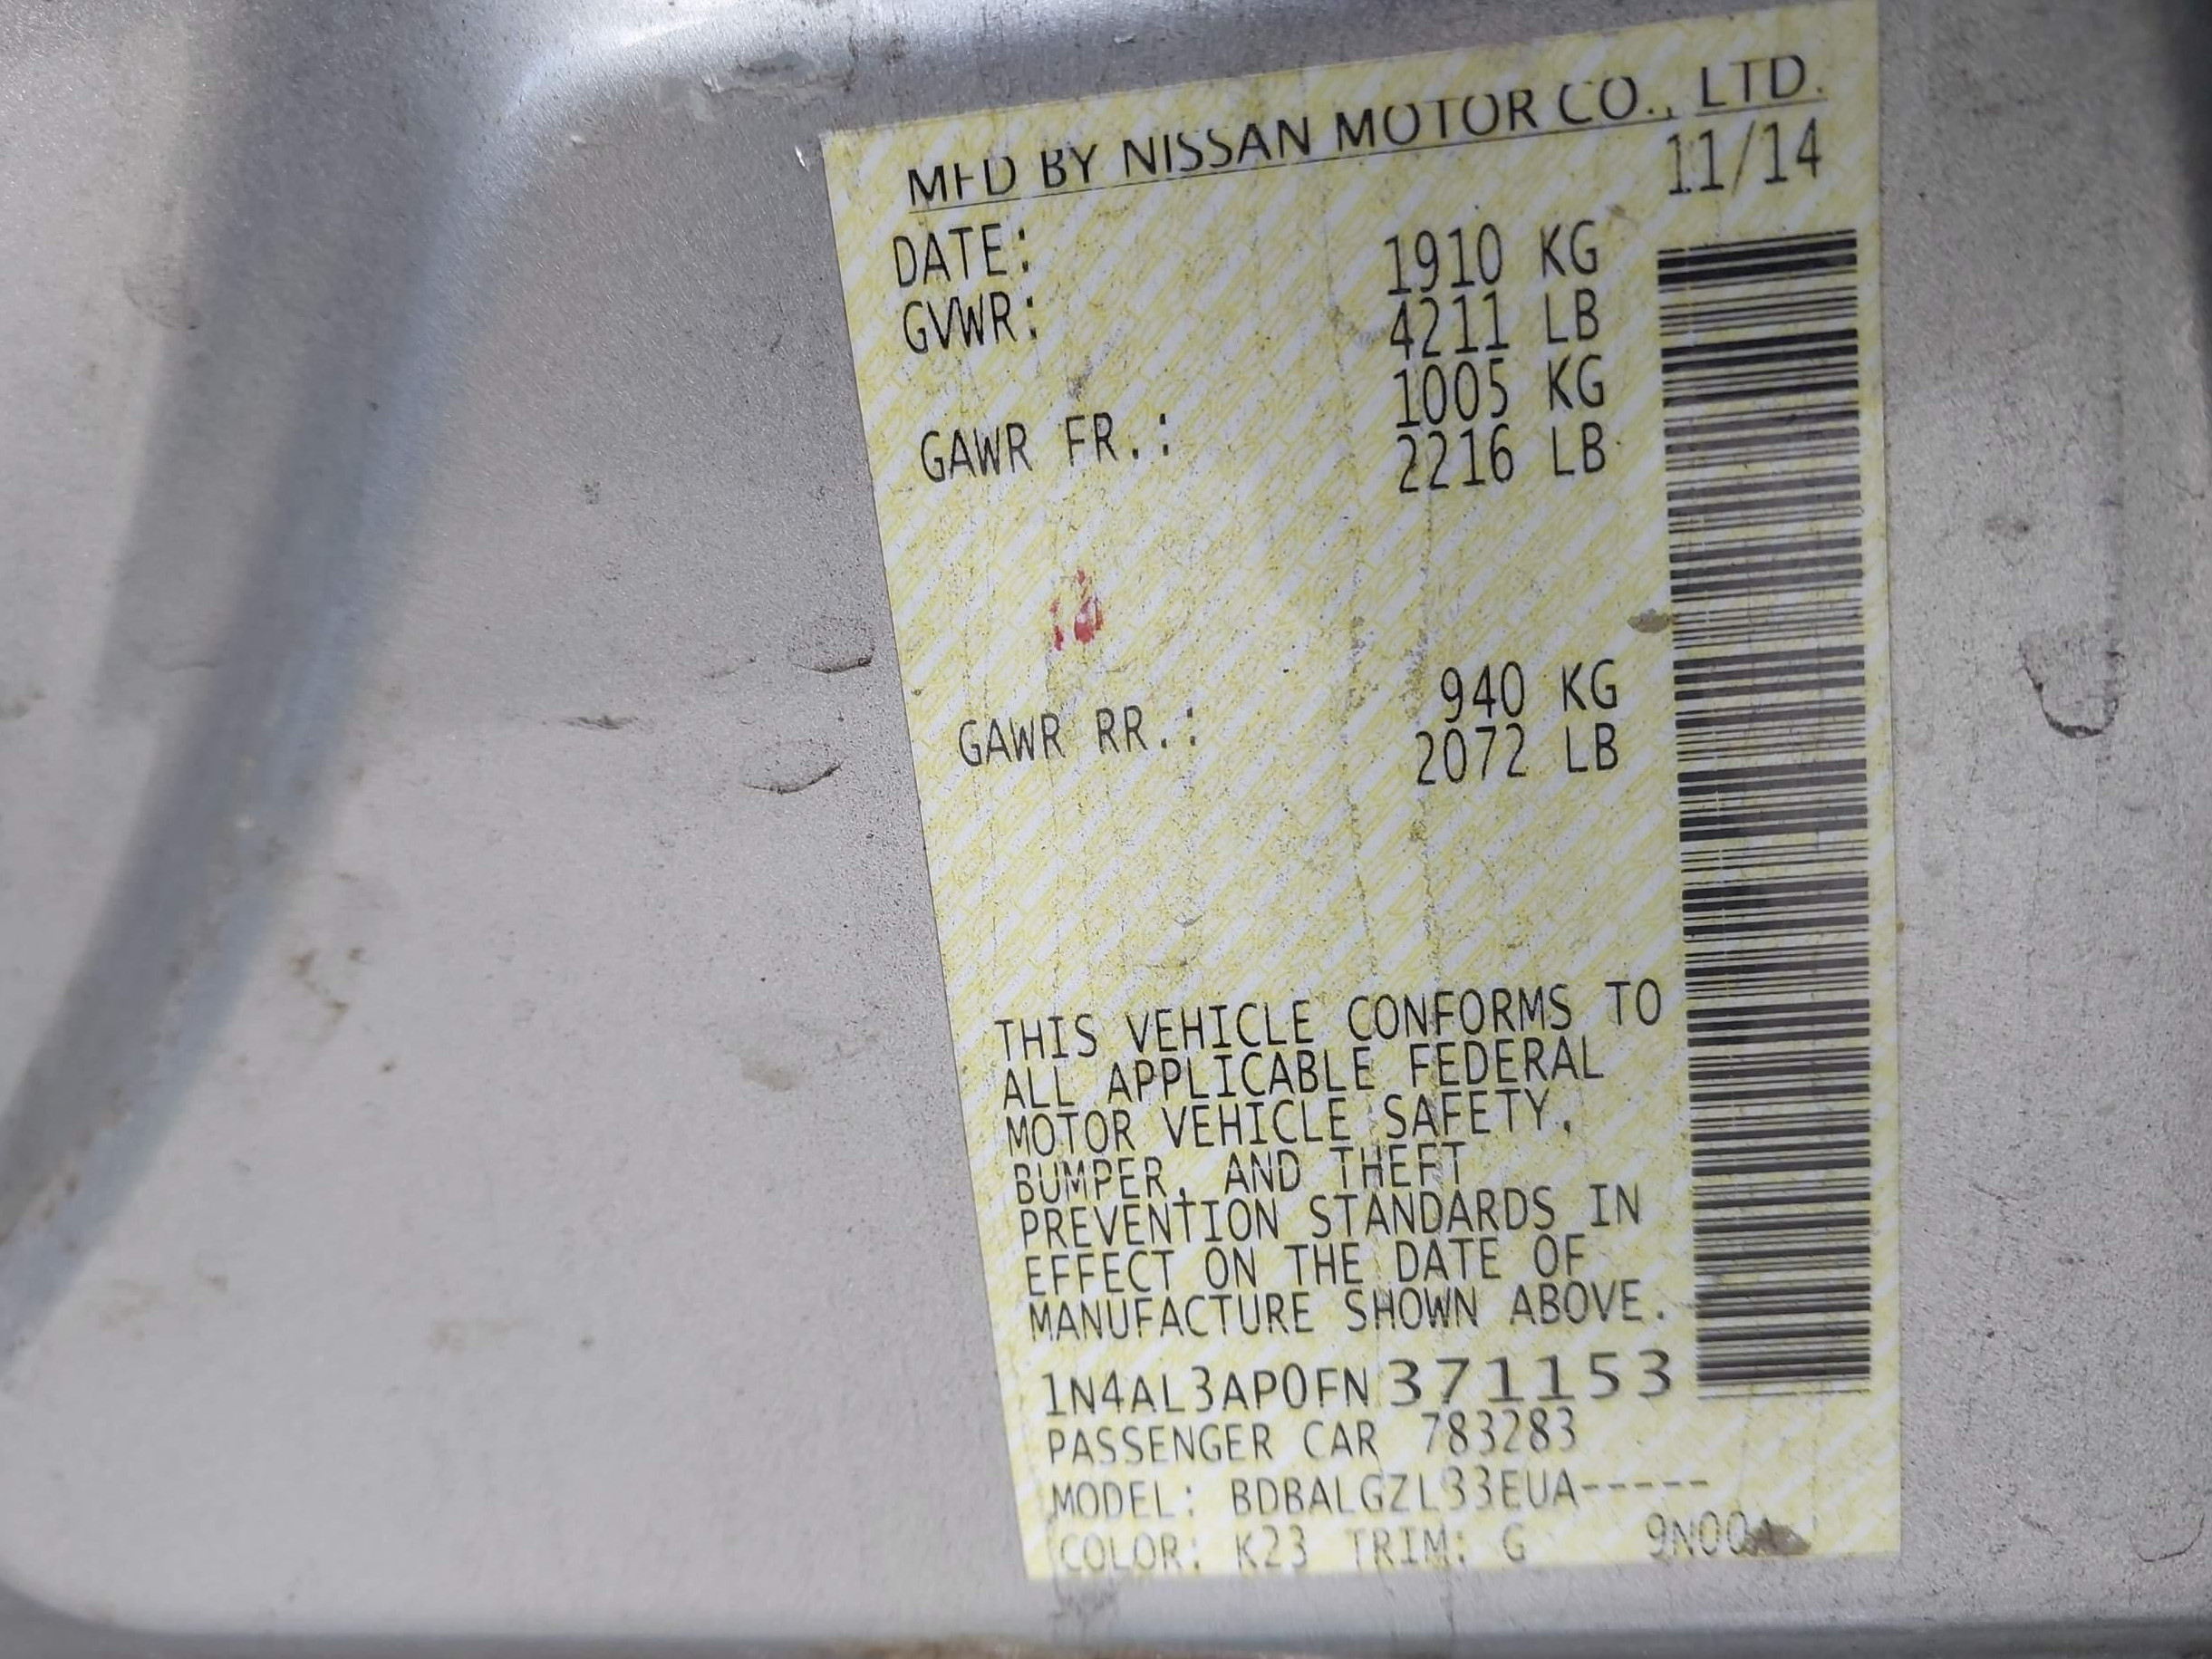 MFD BY NISSAN MOTOR CO., LTD.
DATE: 11/14
GVWR: 1910 KG
4211 LB
GAWR FR.: 1005 KG
2216 LB
GAWR RR.: 940 KG
2072 LB
THIS VEHICLE CONFORMS TO
ALL APPLICABLE FEDERAL
MOTOR VEHICLE SAFETY,
BUMPER, AND THEFT
PREVENTION STANDARDS IN
EFFECT ON THE DATE OF
MANUFACTURE SHOWN ABOVE.
1N4AL3AP0FN371153
PASSENGER CAR 783283
MODEL: BDBALGZL33EUA-----
COLOR: K23 TRIM: G